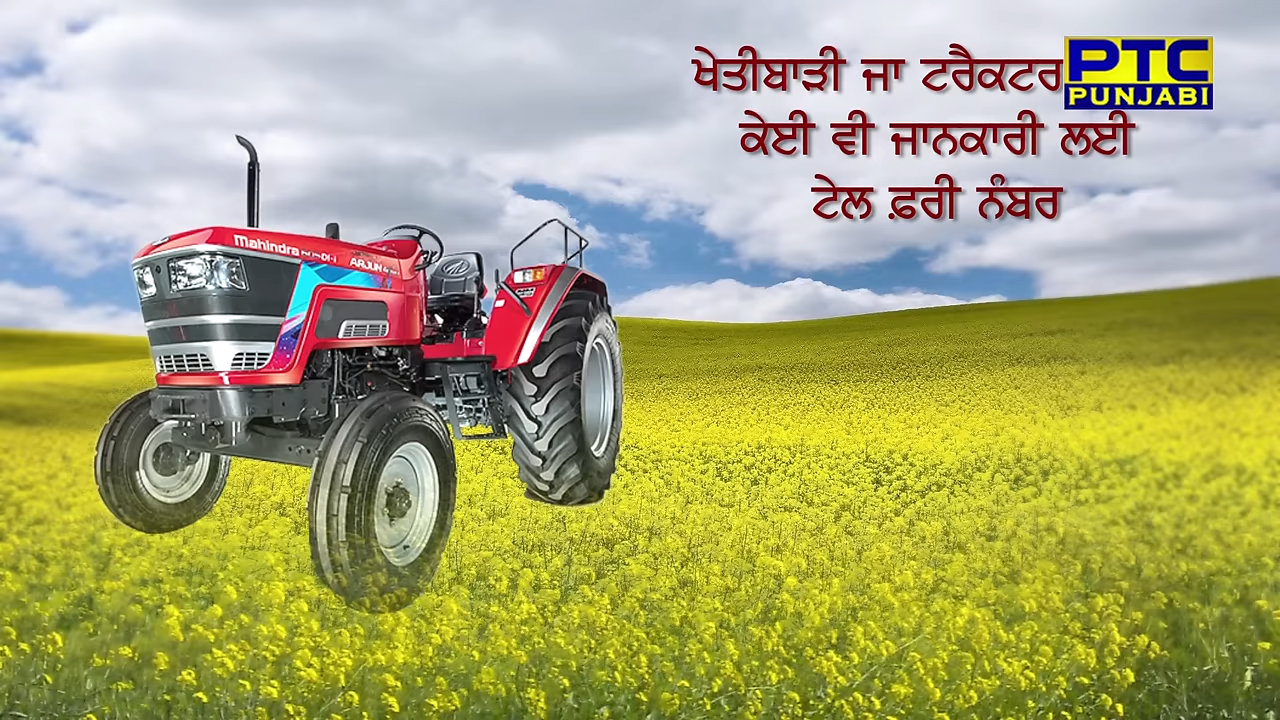 ਖੇਤੀਬਾੜੀ ਜਾ ਟਰੈਕਟਰ
ਕੇਈ ਵੀ ਜਾਨਕਾਰੀ ਲਈ
ਟੇਲ ਫ਼ਰੀ ਨੰਬਰ
PTC
PUNJABI
Mahindra
ARJUN